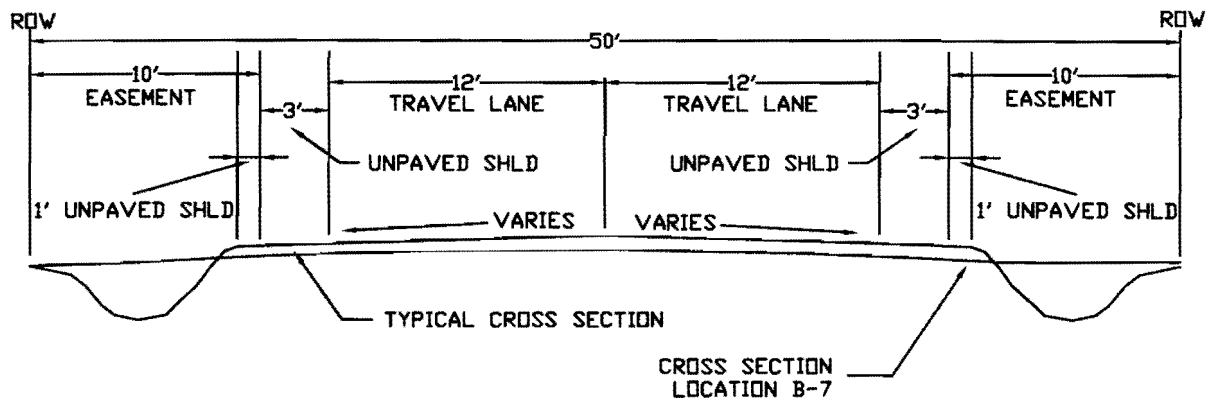 ROW
ROW
50'
10'
12'
12'
10'
EASEMENT
TRAVEL LANE
TRAVEL LANE
EASEMENT
3'
3'
UNPAVED SHLD
UNPAVED SHLD
1' UNPAVED SHLD
1' UNPAVED SHLD
VARIES
VARIES
TYPICAL CROSS SECTION
CROSS SECTION
LOCATION B-7